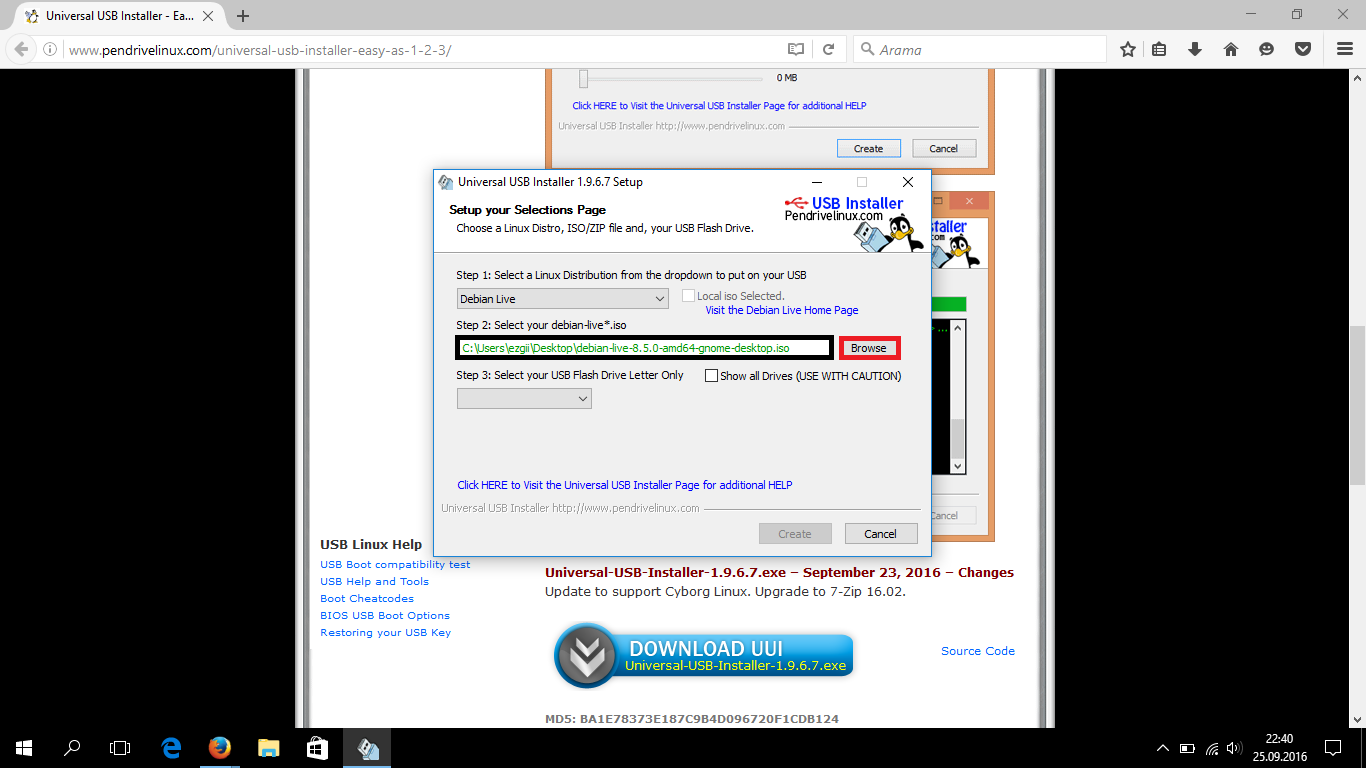 Universal USB Installer - Ea...
www.pendrivelinux.com/universal-usb-installer-easy-as-1-2-3/
Arama
0 MB
Click HERE to Visit the Universal USB Installer Page for additional HELP
Universal USB Installer http://www.pendrivelinux.com
Create
Cancel
Universal USB Installer 1.9.6.7 Setup
Setup your Selections Page
Choose a Linux Distro, ISO/ZIP file and, your USB Flash Drive.
USB Installer
Pendrivelinux.com
Step 1: Select a Linux Distribution from the dropdown to put on your USB
Debian Live
Local iso Selected.
Visit the Debian Live Home Page
Step 2: Select your debian-live*.iso
C:\Users\ezgii\Desktop\debian-live-8.5.0-amd64-gnome-desktop.iso
Browse
Step 3: Select your USB Flash Drive Letter Only
Show all Drives (USE WITH CAUTION)
Click HERE to Visit the Universal USB Installer Page for additional HELP
Universal USB Installer http://www.pendrivelinux.com
Create
Cancel
Cancel
USB Linux Help
USB Boot compatibility test
USB Help and Tools
Boot Cheatcodes
BIOS USB Boot Options
Restoring your USB Key
Universal-USB-Installer-1.9.6.7.exe – September 23, 2016 – Changes
Update to support Cyborg Linux. Upgrade to 7-Zip 16.02.
DOWNLOAD UUI
Universal-USB-Installer-1.9.6.7.exe
Source Code
MD5: BA1E78373E187C9B4D096720F1CDB124
22:40
25.09.2016